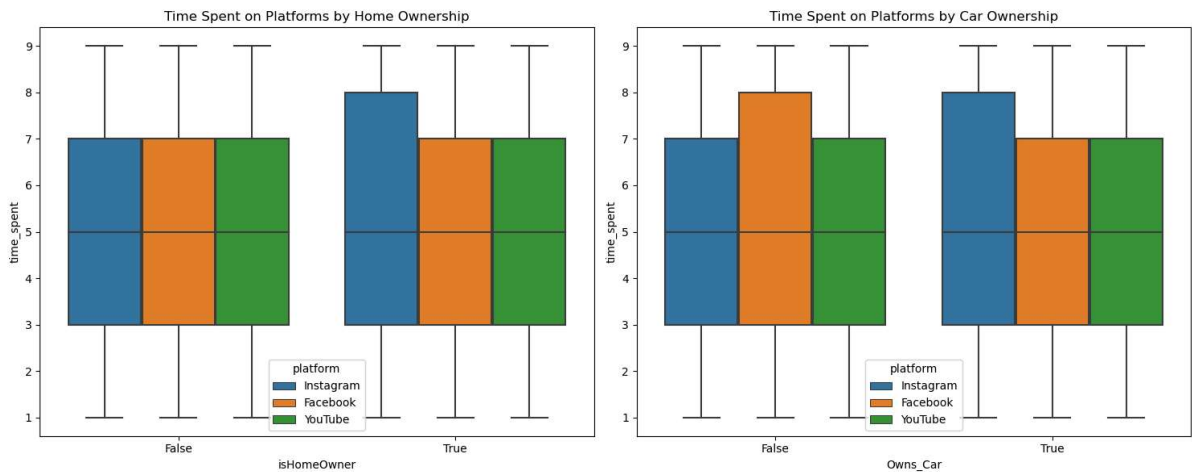 Time Spent on Platforms by Home Ownership
9
8
7
6
5
4
3
2
1
time_spent
platform
Instagram
Facebook
YouTube
False
True
isHomeOwner
Time Spent on Platforms by Car Ownership
9
8
7
6
5
4
3
2
1
time_spent
platform
Instagram
Facebook
YouTube
False
True
Owns_Car